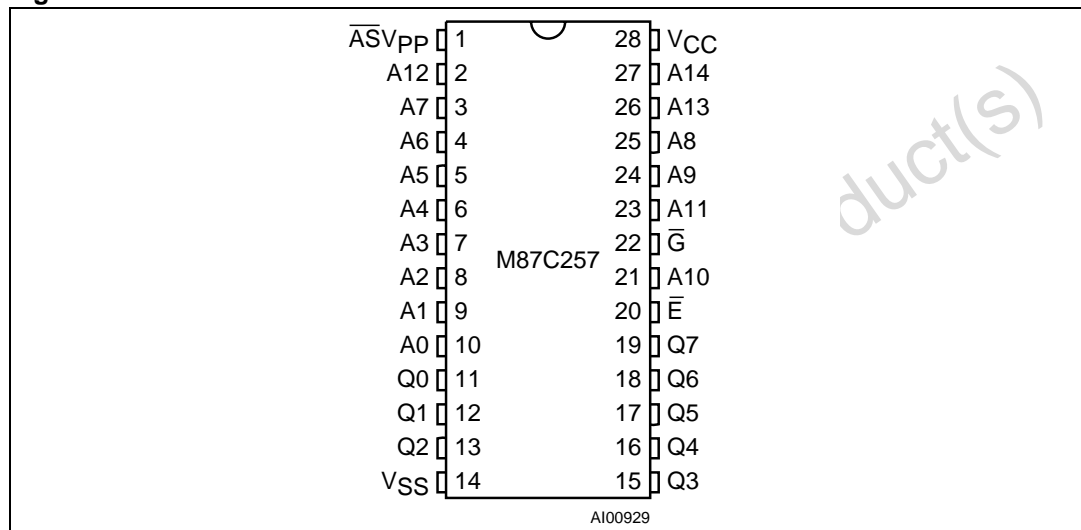 A̅S̅VPP 1 28 VCC
A12 2 27 A14
A7 3 26 A13
A6 4 25 A8
A5 5 24 A9
A4 6 23 A11
A3 7 22 G̅
M87C257
A2 8 21 A10
A1 9 20 E̅
A0 10 19 Q7
Q0 11 18 Q6
Q1 12 17 Q5
Q2 13 16 Q4
VSS 14 15 Q3
AI00929
duct(s)